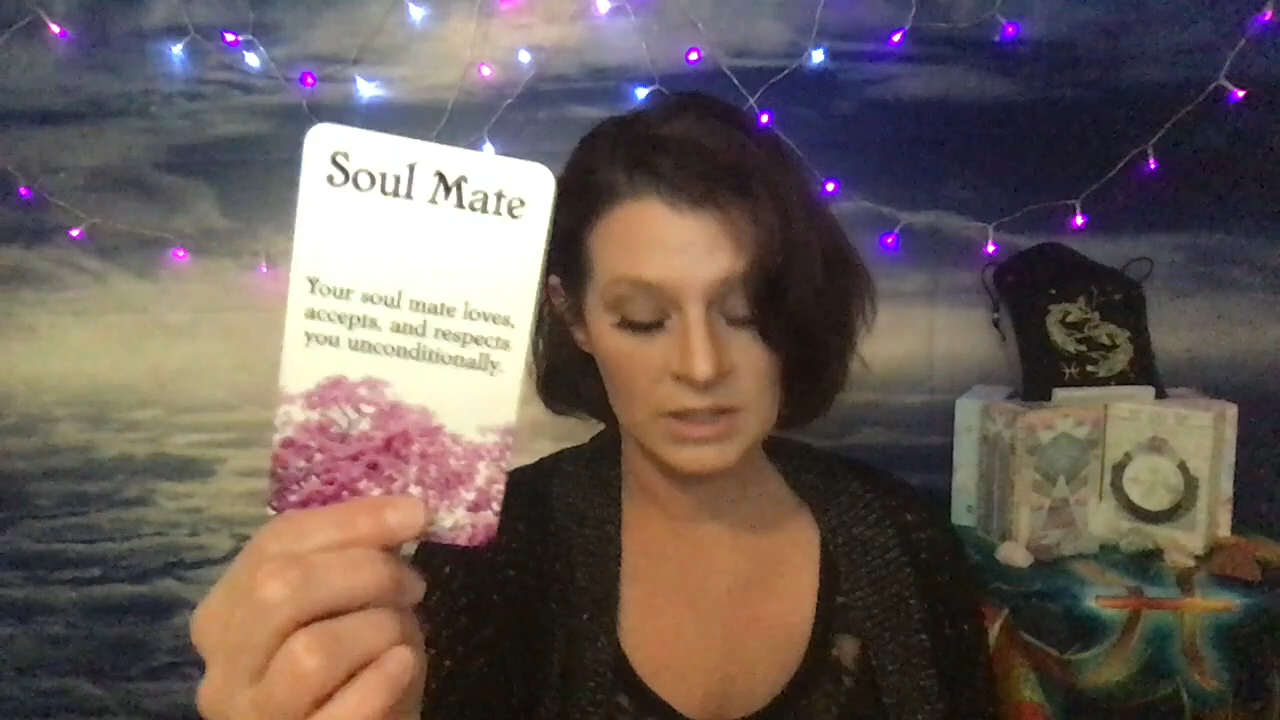 Soul Mate
Your soul mate loves,
accepts, and respects
you unconditionally.